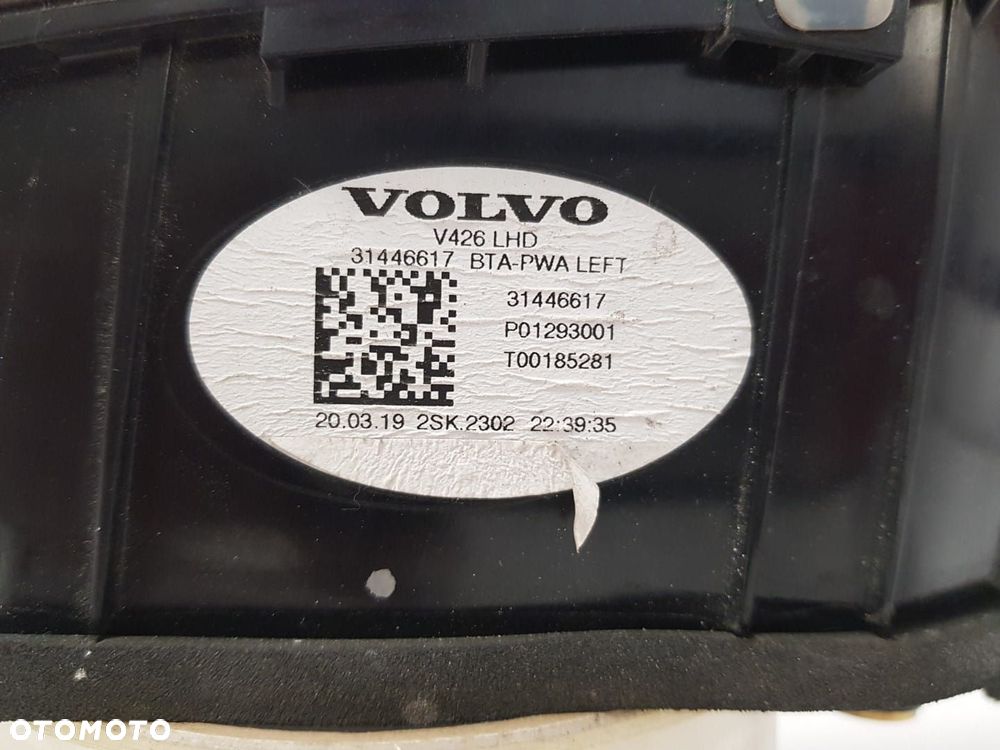 VOLVO
V426 LHD
31446617 BTA-PWA LEFT
31446617
P01293001
T00185281
20.03.19 2SK.2302 22:39:35
OTOMOTO